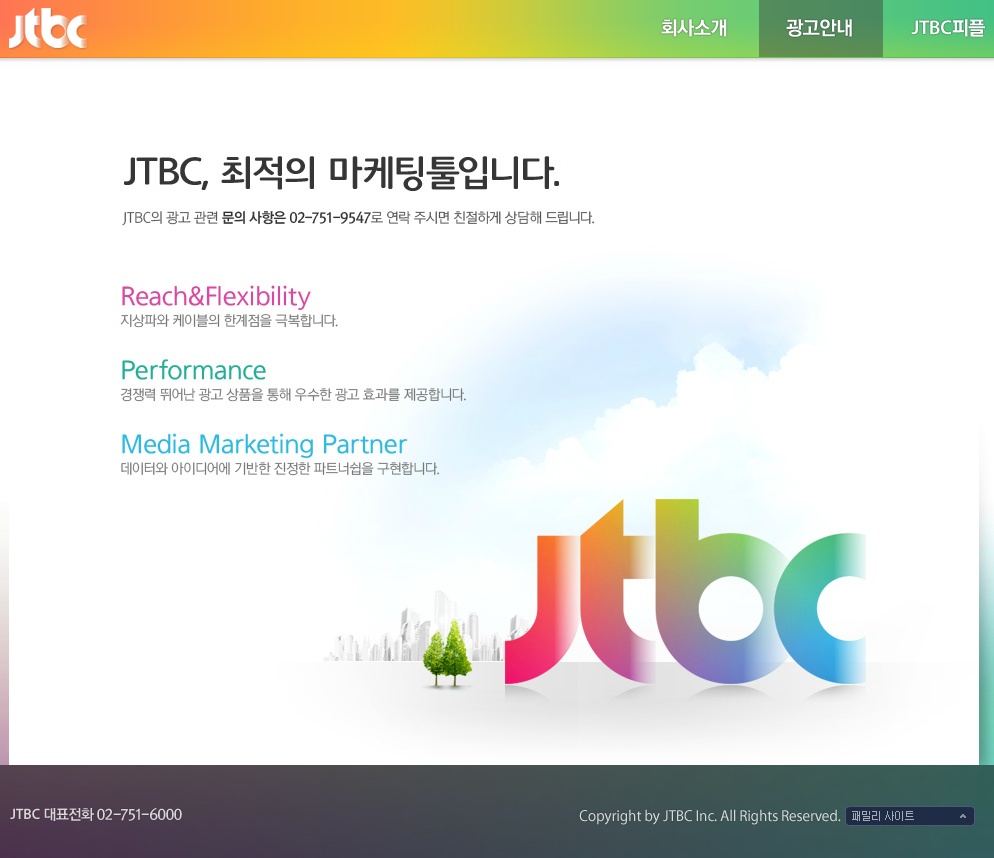 jtbc
회사소개
광고안내
JTBC피플
JTBC, 최적의 마케팅툴입니다.
JTBC의 광고 관련 문의 사항은 02-751-9547로 연락 주시면 친절하게 상담해 드립니다.
Reach&Flexibility
지상파와 케이블의 한계점을 극복합니다.
Performance
경쟁력 뛰어난 광고 상품을 통해 우수한 광고 효과를 제공합니다.
Media Marketing Partner
데이터와 아이디어에 기반한 진정한 파트너쉽을 구현합니다.
jtbc
JTBC 대표전화 02-751-6000
Copyright by JTBC Inc. All Rights Reserved.
패밀리 사이트